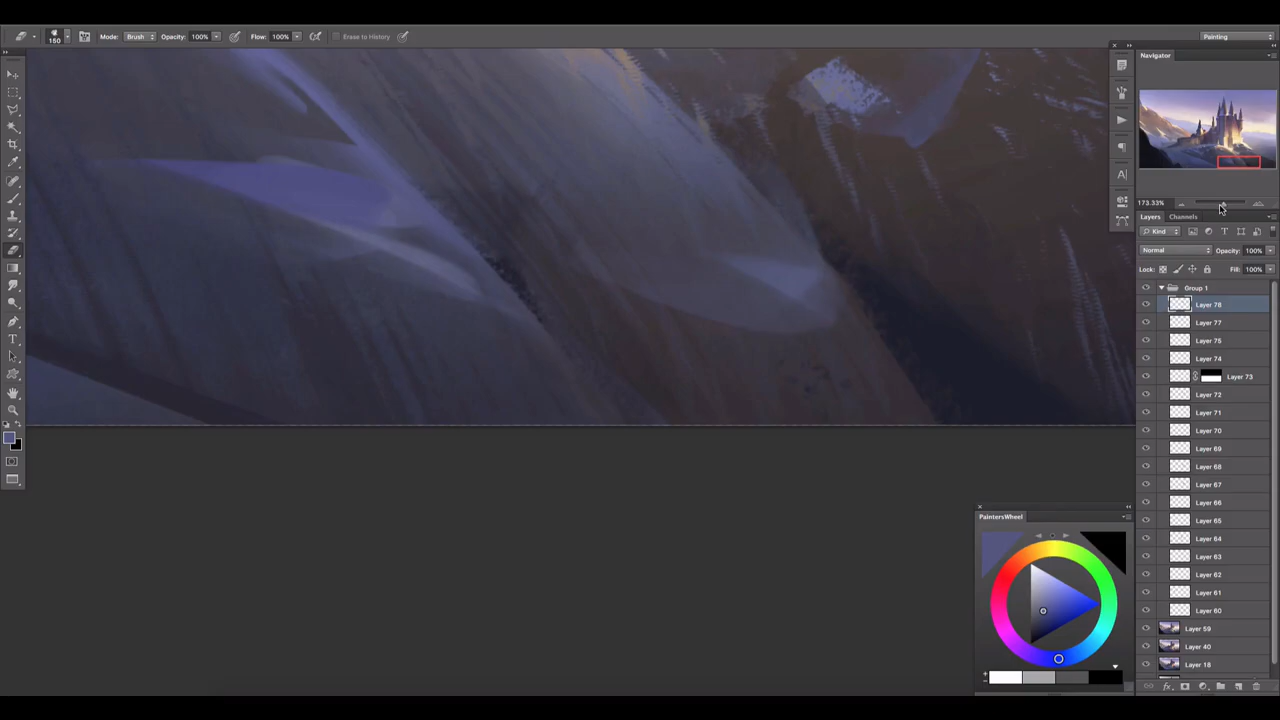 150 Mode: Brush Opacity: 100% Flow: 100% Erase to History Painting
Navigator
173.33%
Layers Channels
Kind
Normal Opacity: 100%
Lock: Fill: 100%
Group 1
Layer 78
Layer 77
Layer 75
Layer 74
Layer 73
Layer 72
Layer 71
Layer 70
Layer 69
Layer 68
Layer 67
Layer 66
Layer 65
Layer 64
Layer 63
Layer 62
Layer 61
Layer 60
Layer 59
Layer 40
Layer 18
PaintersWheel